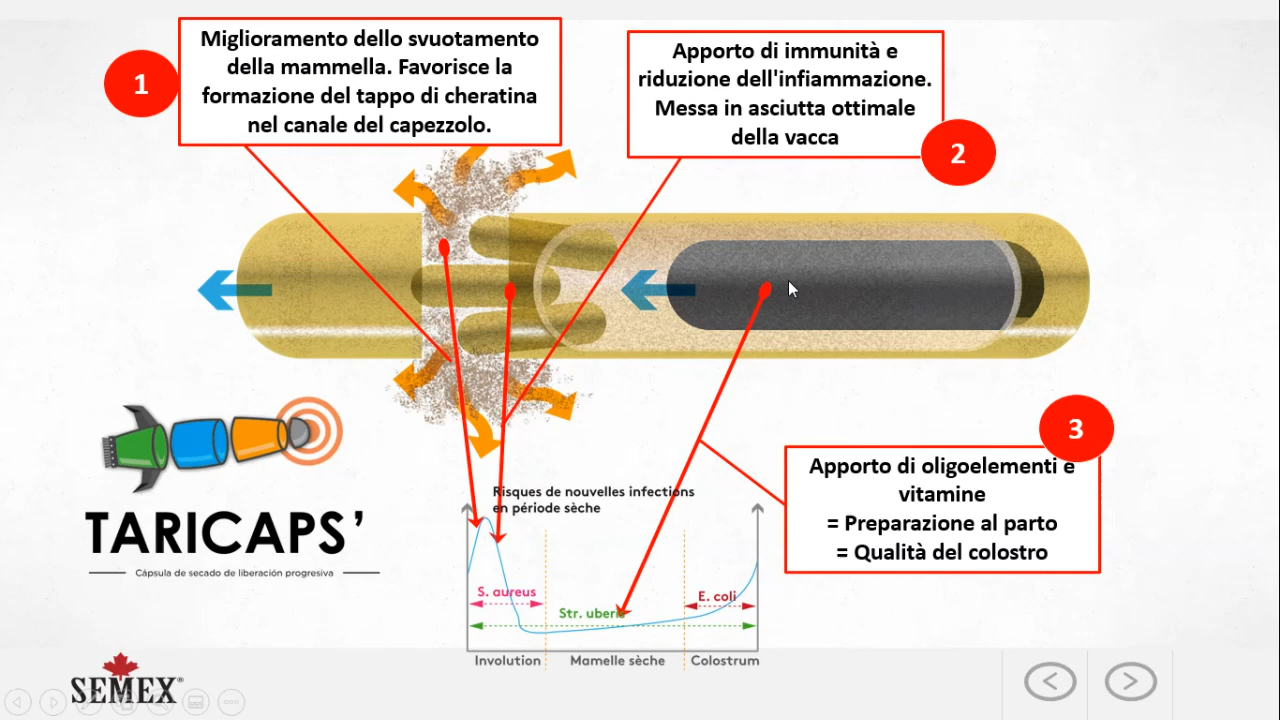 1
Miglioramento dello svuotamento
della mammella. Favorisce la
formazione del tappo di cheratina
nel canale del capezzolo.
Apporto di immunità e
riduzione dell'infiammazione.
Messa in asciutta ottimale
della vacca
2
3
Apporto di oligoelementi e
vitamine
= Preparazione al parto
= Qualità del colostro
TARICAPS’
Cápsula de secado de liberación progresiva
Risques de nouvelles infections
en période sèche
S. aureus
E. coli
Str. uberis
Involution
Mamelle sèche
Colostrum
SEMEX®